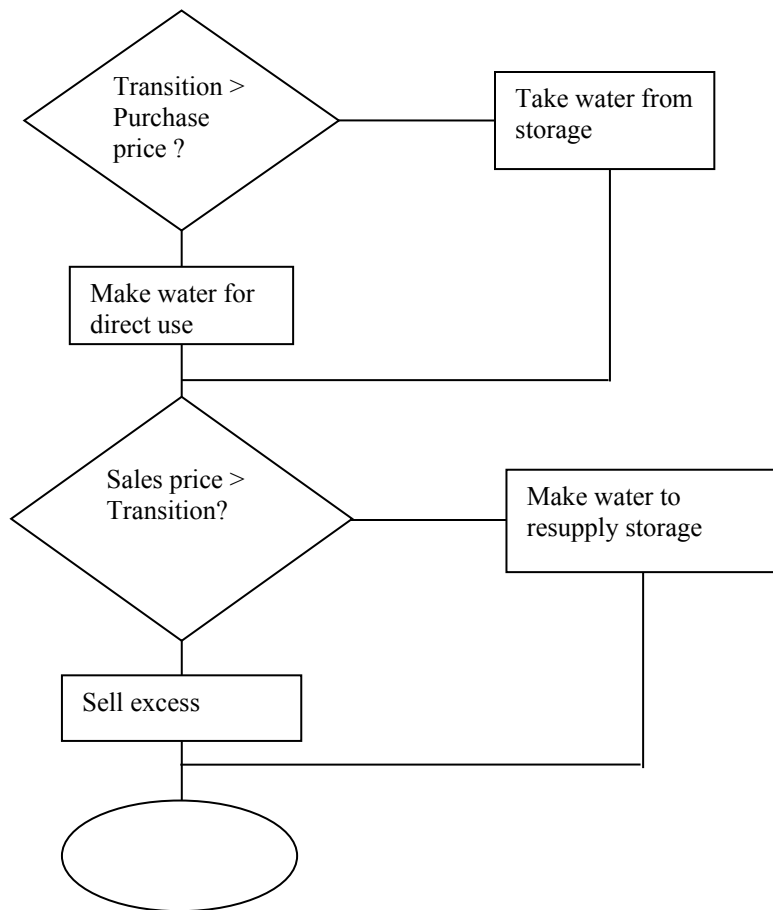 Transition >
Purchase
price ?
Take water from
storage
Make water for
direct use
Sales price >
Transition?
Make water to
resupply storage
Sell excess